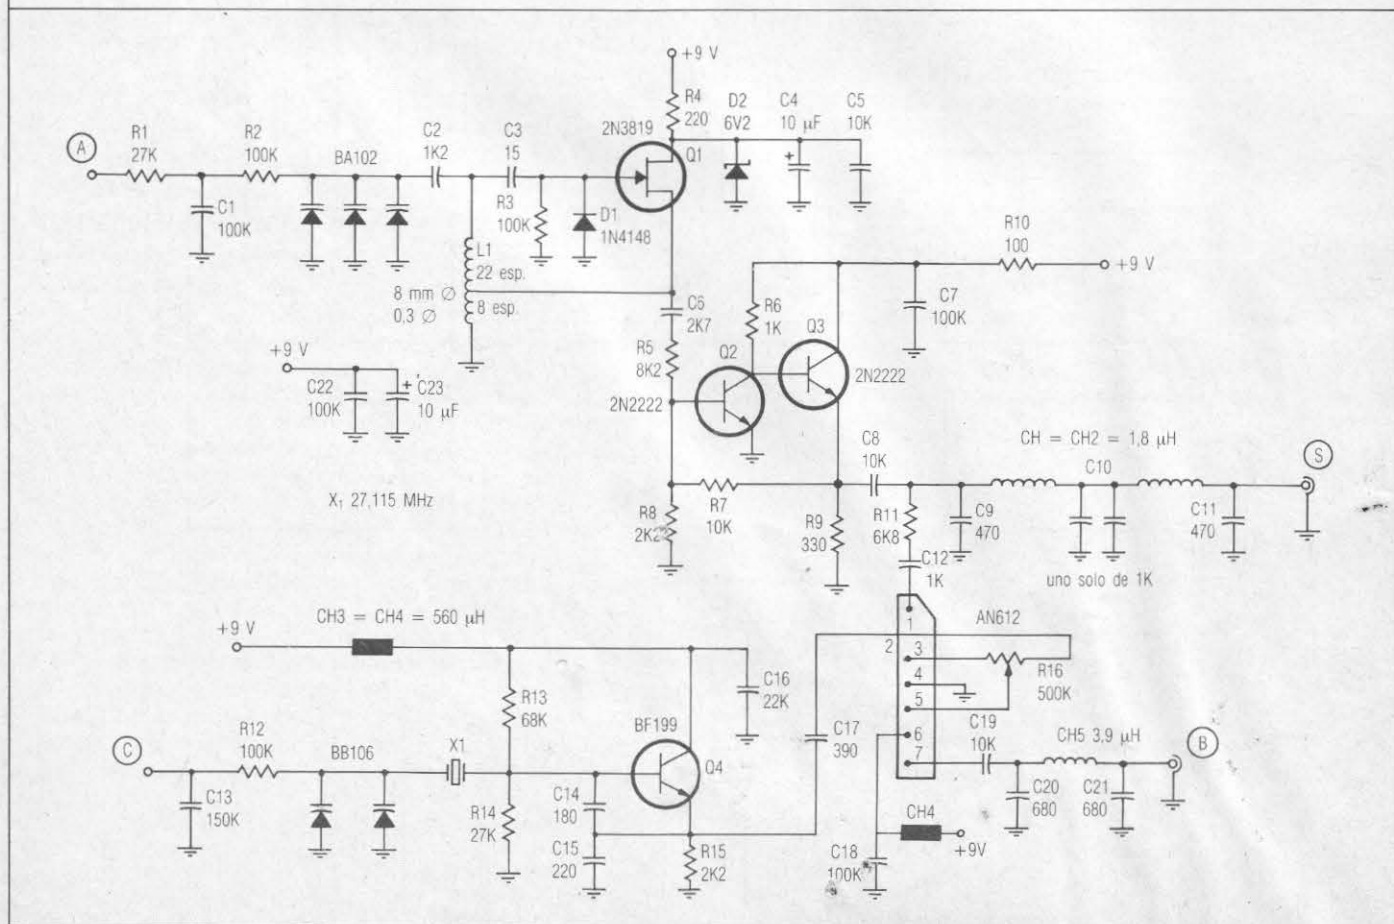 +9 V
R4
220
D2
6V2
C4
10 µF
+
C5
10K
2N3819
Q1
A
R1
27K
R2
100K
BA102
C2
1K2
C3
15
C1
100K
R3
100K
D1
1N4148
L1
22 esp.
8 mm Ø
0,3 Ø
8 esp.
R10
100
+9 V
C7
100K
C6
2K7
R6
1K
Q3
2N2222
R5
8K2
Q2
2N2222
+9 V
C22
100K
+
C23
10 µF
X1 27,115 MHz
C8
10K
CH = CH2 = 1,8 µH
C10
S
R7
10K
R8
2K2
R9
330
R11
6K8
C9
470
C11
470
C12
1K
uno solo de 1K
CH3 = CH4 = 560 µH
+9 V
AN612
1
2
3
4
5
6
7
R16
500K
R13
68K
C16
22K
C17
390
BF199
Q4
C
R12
100K
BB106
X1
C13
150K
R14
27K
C14
180
C15
220
R15
2K2
C19
10K
CH5 3,9 µH
B
C20
680
C21
680
CH4
+9V
C18
100K